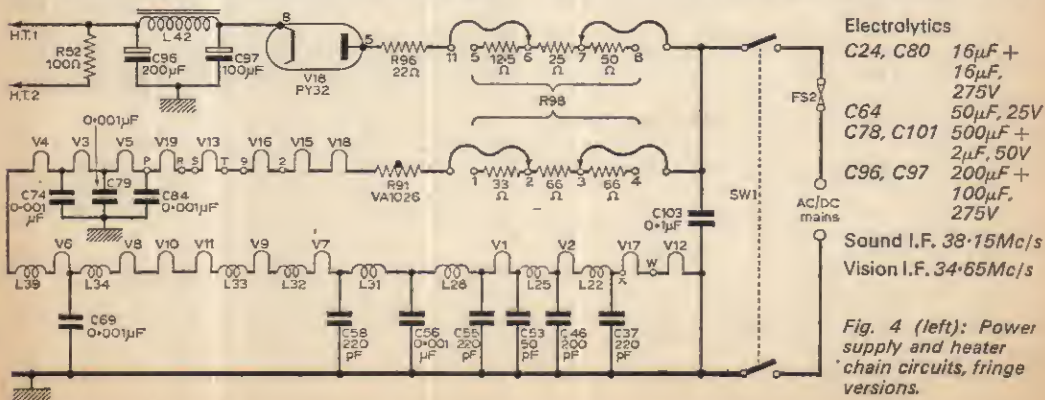 H.T.1
R52
100Ω
H.T.2
L42
C96
200μF
C97
100μF
8
5
V18
PY32
R96
22Ω
11 5 6 7 8
12·5 Ω
25 Ω
50 Ω
R98
FS2
SW1
AC/DC
mains
C103
0·1μF
0·001μF
V4 V3 V5 V19 V13 V16 V15 V18
P R S T 9 2
C74
0·001
μF
C79
C84
0·001μF
R91
VA1026
1 2 3 4
33 Ω
66 Ω
66 Ω
V6 V8 V10 V11 V9 V7 V1 V2 V17 V12
X W
L39 L34 L33 L32 L31 L28 L25 L22
C69
0·001μF
C58
220
pF
C56
0·001
μF
C55
220
pF
C53
50
pF
C46
200
pF
C37
220
pF
Electrolytics
C24, C80 16μF +
16μF,
275V
C64 50μF, 25V
C78, C101 500μF +
2μF, 50V
C96, C97 200μF +
100μF,
275V
Sound I.F. 38·15Mc/s
Vision I.F. 34·65Mc/s
Fig. 4 (left): Power
supply and heater
chain circuits, fringe
versions.